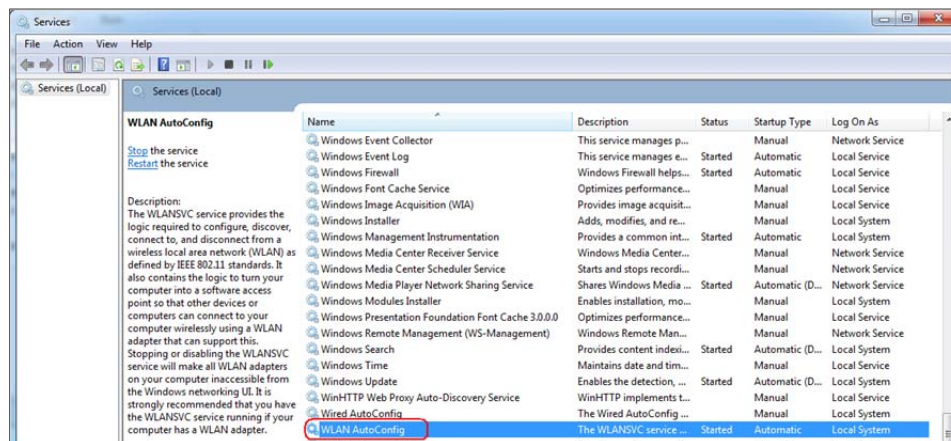 Services
File Action View Help
Services (Local)
Services (Local)
WLAN AutoConfig
Stop the service
Restart the service
Description:
The WLANSVC service provides the
logic required to configure, discover,
connect to, and disconnect from a
wireless local area network (WLAN) as
defined by IEEE 802.11 standards. It
also contains the logic to turn your
computer into a software access
point so that other devices or
computers can connect to your
computer wirelessly using a WLAN
adapter that can support this.
Stopping or disabling the WLANSVC
service will make all WLAN adapters
on your computer inaccessible from
the Windows networking UI. It is
strongly recommended that you have
the WLANSVC service running if your
computer has a WLAN adapter.
Name Description Status Startup Type Log On As
Windows Event Collector This service manages p... Manual Network Service
Windows Event Log This service manages e... Started Automatic Local Service
Windows Firewall Windows Firewall helps... Started Automatic Local Service
Windows Font Cache Service Optimizes performance... Manual Local Service
Windows Image Acquisition (WIA) Provides image acquisit... Manual Local Service
Windows Installer Adds, modifies, and re... Manual Local System
Windows Management Instrumentation Provides a common int... Started Automatic Local System
Windows Media Center Receiver Service Windows Media Center... Manual Network Service
Windows Media Center Scheduler Service Starts and stops recordi... Manual Network Service
Windows Media Player Network Sharing Service Shares Windows Media ... Started Automatic (D... Network Service
Windows Modules Installer Enables installation, mo... Manual Local System
Windows Presentation Foundation Font Cache 3.0.0.0 Optimizes performance... Manual Local Service
Windows Remote Management (WS-Management) Windows Remote Man... Manual Network Service
Windows Search Provides content indexi... Started Automatic (D... Local System
Windows Time Maintains date and tim... Manual Local Service
Windows Update Enables the detection, ... Started Automatic (D... Local System
WinHTTP Web Proxy Auto-Discovery Service WinHTTP implements t... Manual Local Service
Wired AutoConfig The Wired AutoConfig ... Manual Local System
WLAN AutoConfig The WLANSVC service ... Started Automatic Local System